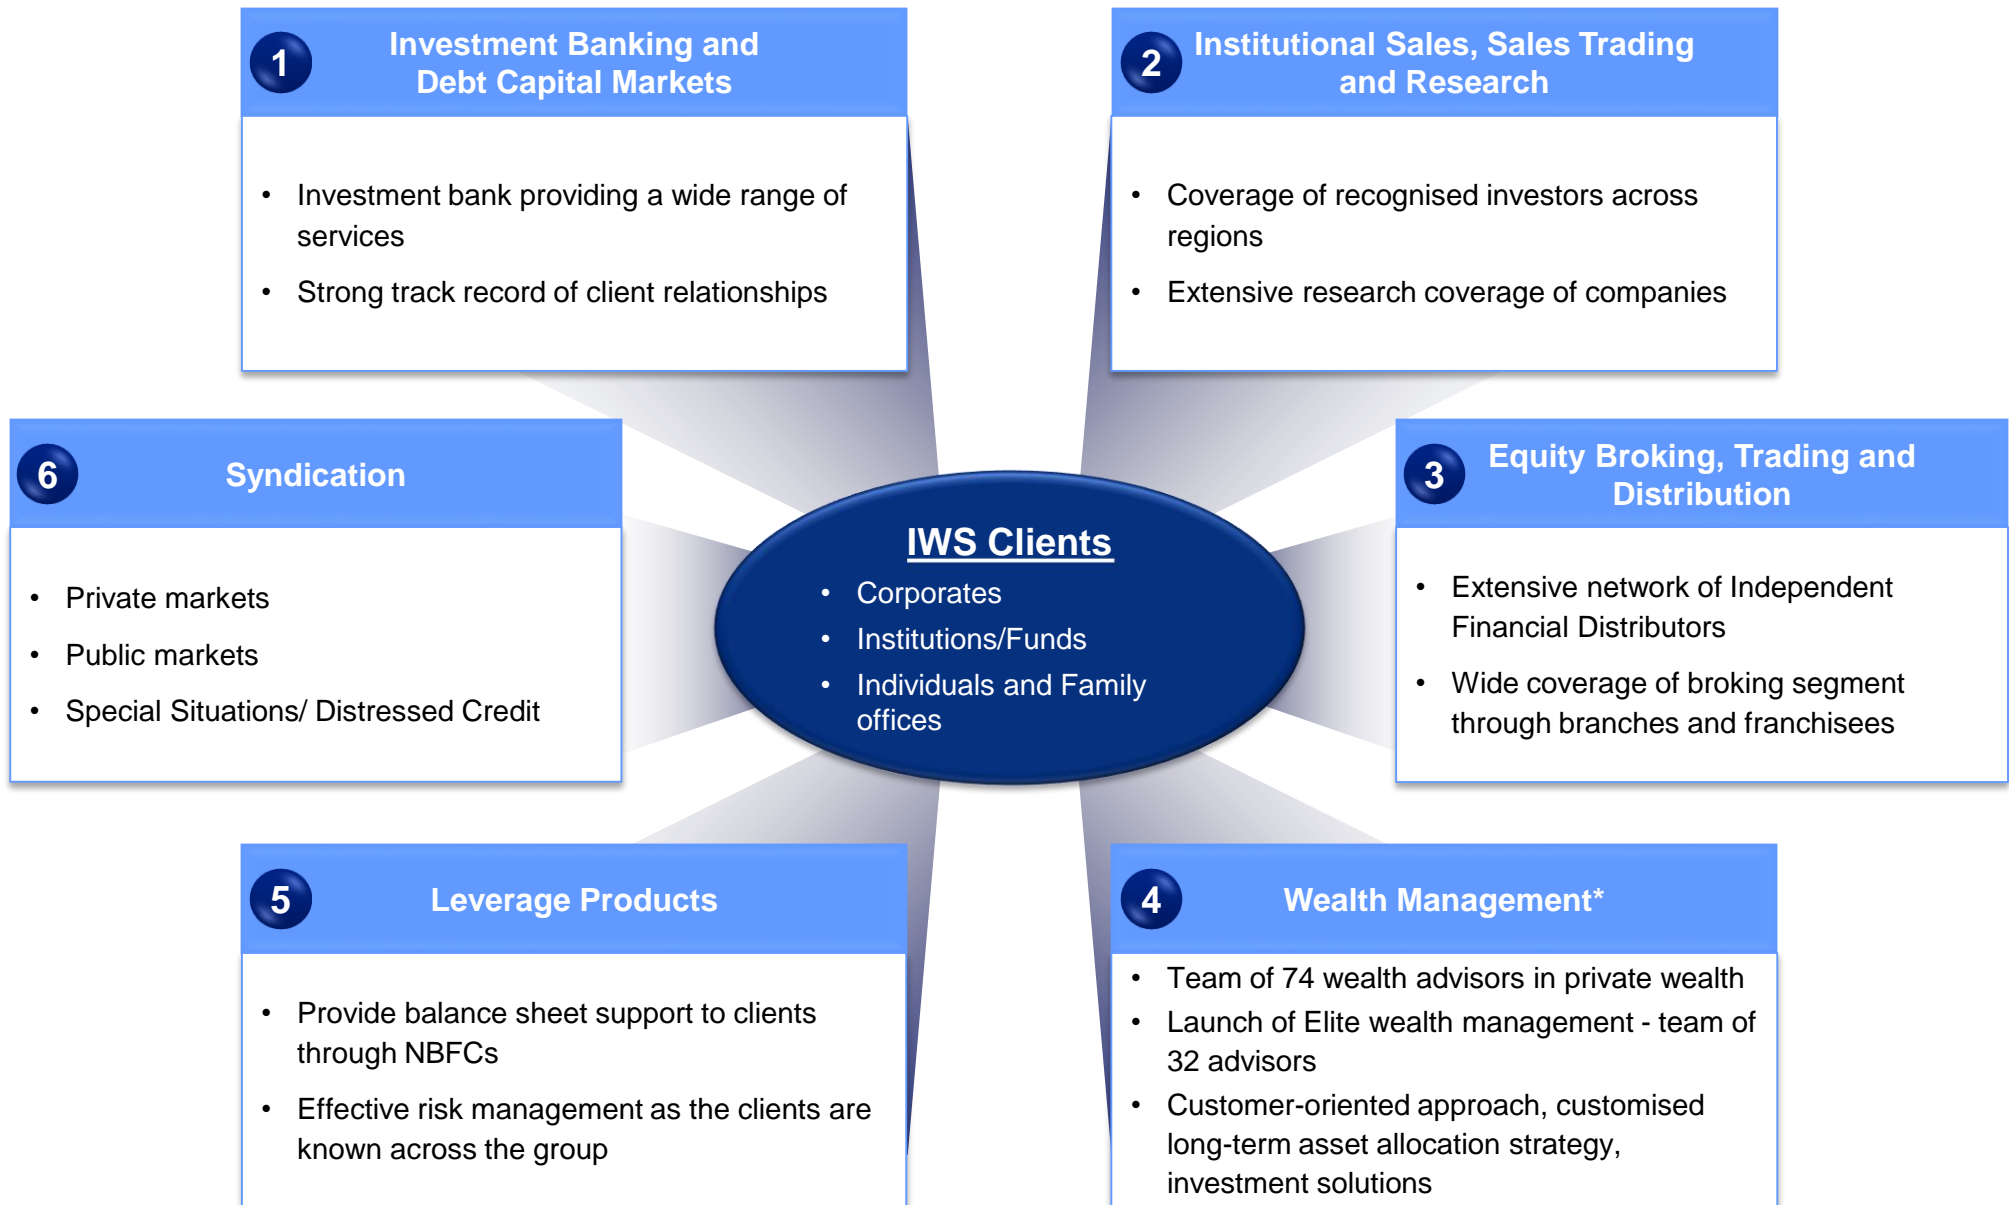 1
Investment Banking and
Debt Capital Markets
• Investment bank providing a wide range of
services
• Strong track record of client relationships
2
Institutional Sales, Sales Trading
and Research
• Coverage of recognised investors across
regions
• Extensive research coverage of companies
6
Syndication
• Private markets
• Public markets
• Special Situations/ Distressed Credit
IWS Clients
• Corporates
• Institutions/Funds
• Individuals and Family
offices
3
Equity Broking, Trading and
Distribution
• Extensive network of Independent
Financial Distributors
• Wide coverage of broking segment
through branches and franchisees
5
Leverage Products
• Provide balance sheet support to clients
through NBFCs
• Effective risk management as the clients are
known across the group
4
Wealth Management*
• Team of 74 wealth advisors in private wealth
• Launch of Elite wealth management - team of
32 advisors
• Customer-oriented approach, customised
long-term asset allocation strategy,
investment solutions